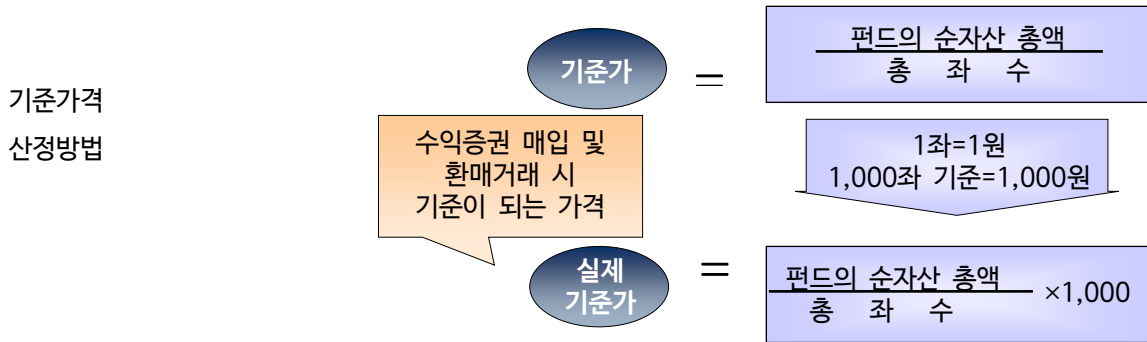 기준가격
산정방법
기준가
=
펀드의 순자산 총액
총 좌 수
수익증권 매입 및
환매거래 시
기준이 되는 가격
1좌=1원
1,000좌 기준=1,000원
실제
기준가
=
펀드의 순자산 총액
총 좌 수
×1,000